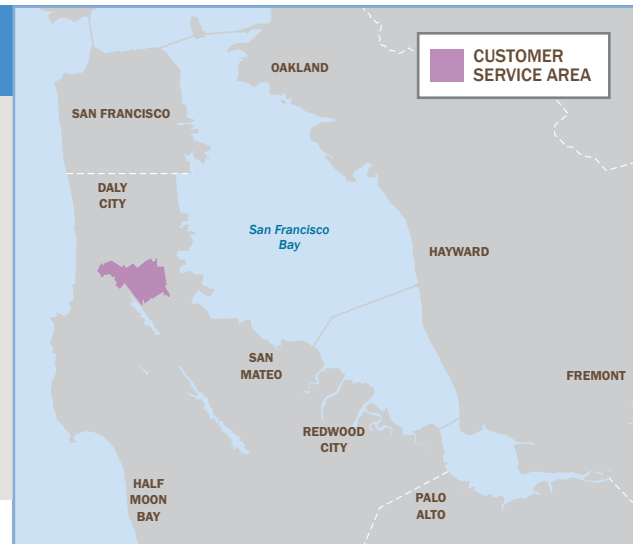 CUSTOMER
SERVICE AREA
OAKLAND
SAN FRANCISCO
DALY
CITY
San Francisco
Bay
HAYWARD
SAN
MATEO
FREMONT
REDWOOD
CITY
HALF
MOON
BAY
PALO
ALTO